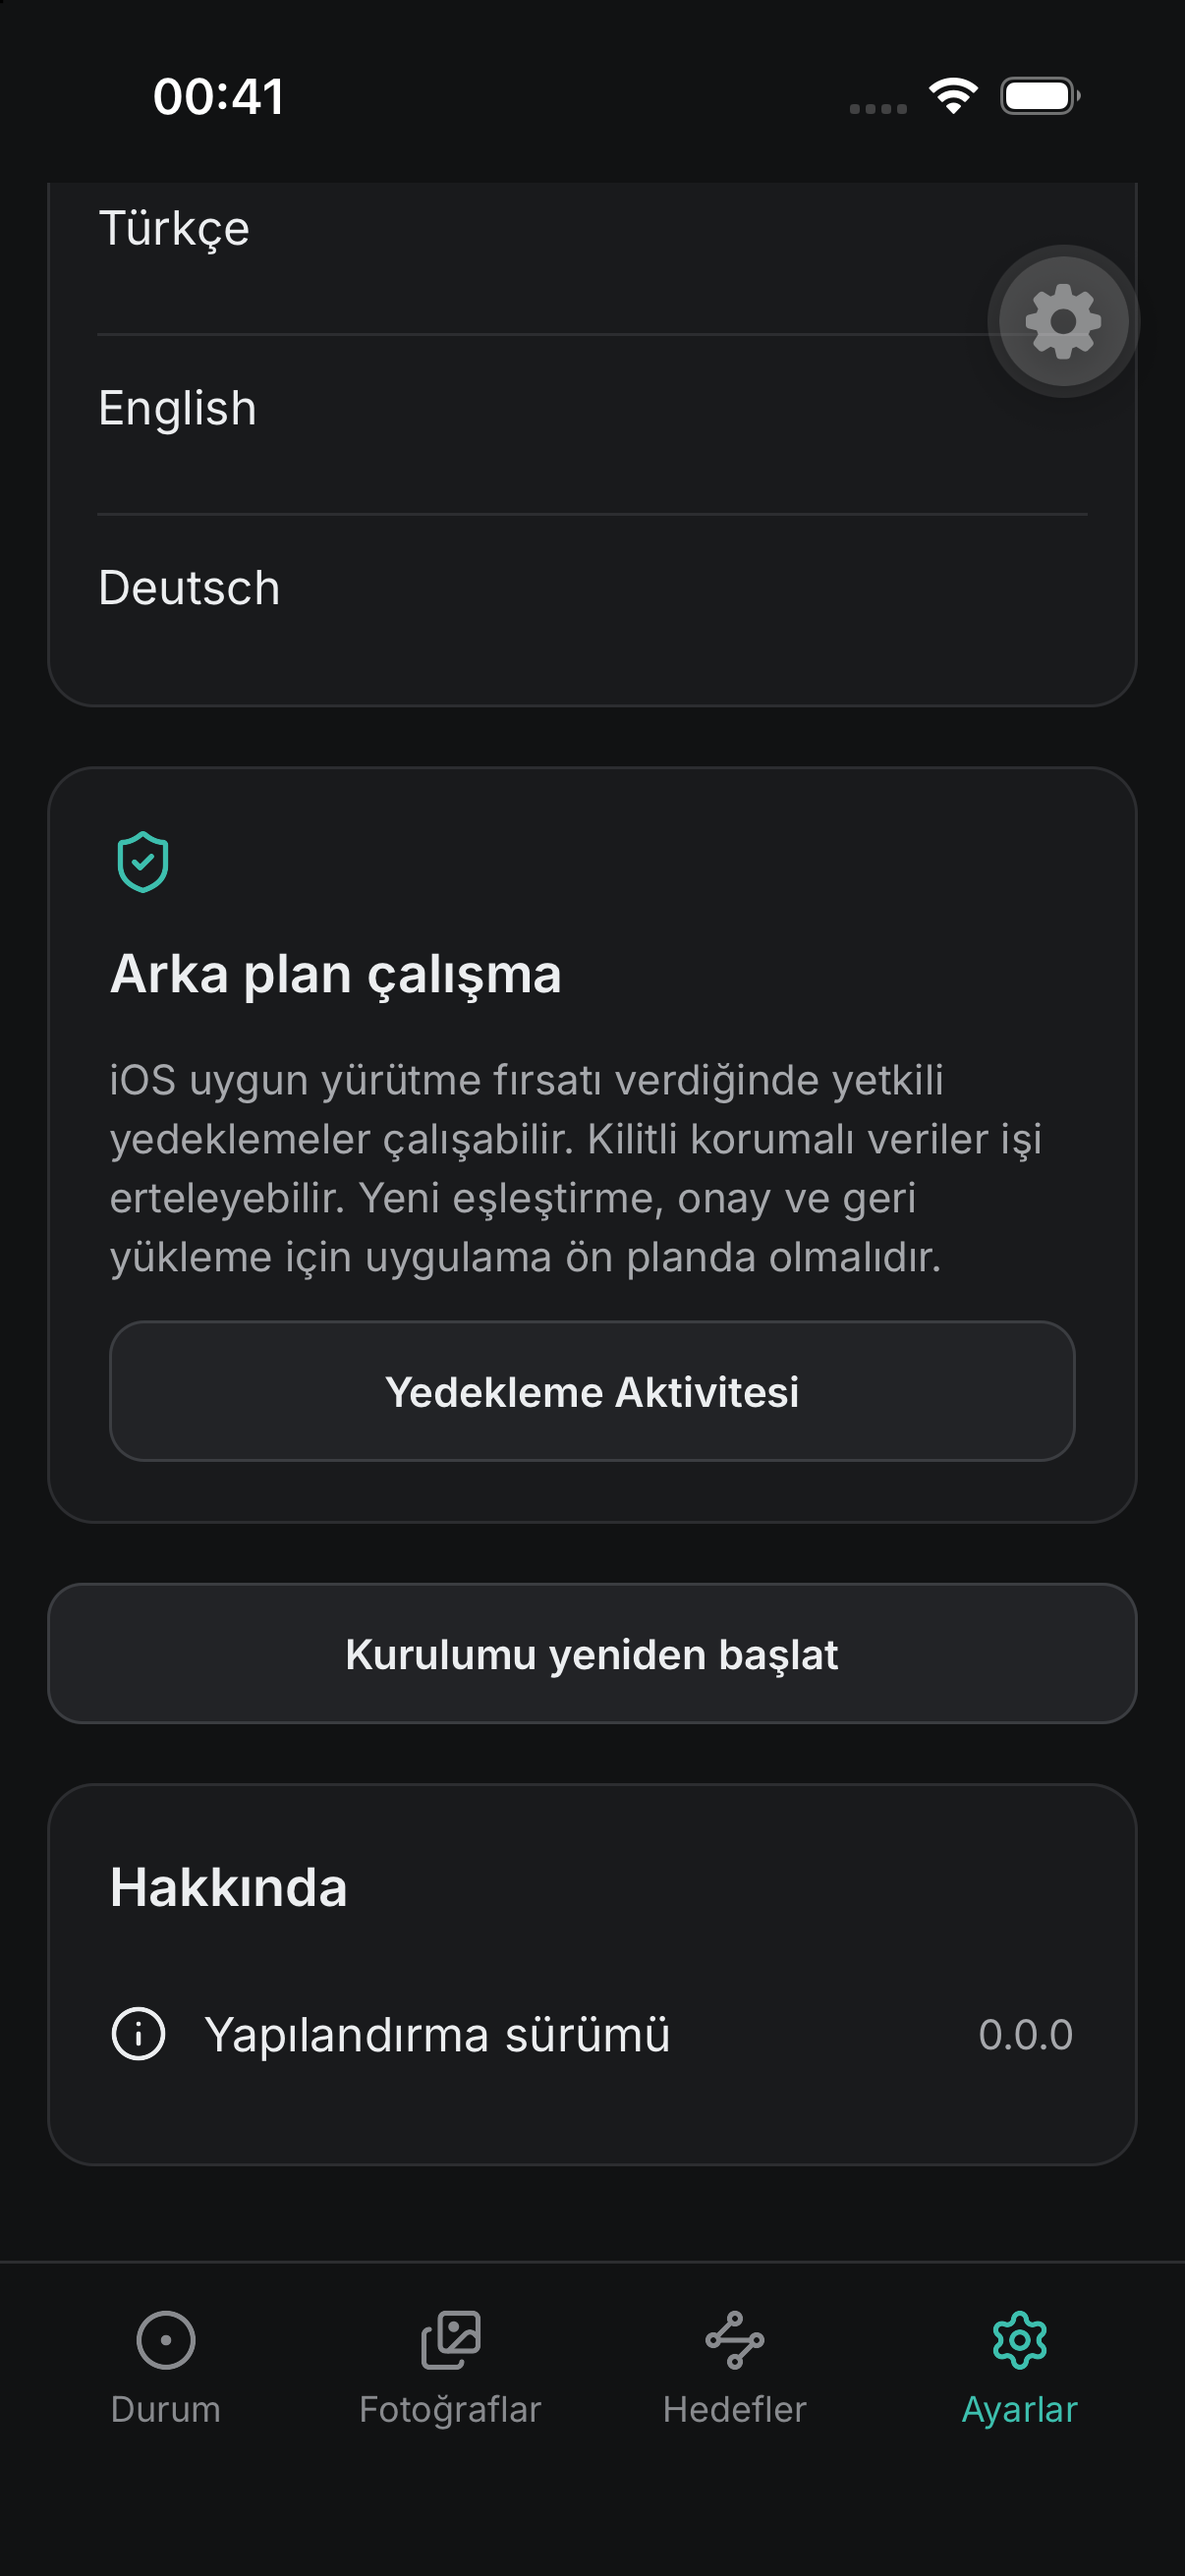 00:41
Türkçe
English
Deutsch
Arka plan çalışma
iOS uygun yürütme fırsatı verdiğinde yetkili
yedeklemeler çalışabilir. Kilitli korumalı veriler işi
erteleyebilir. Yeni eşleştirme, onay ve geri
yükleme için uygulama ön planda olmalıdır.
Yedekleme Aktivitesi
Kurulumu yeniden başlat
Hakkında
Yapılandırma sürümü 0.0.0
Durum Fotoğraflar Hedefler Ayarlar